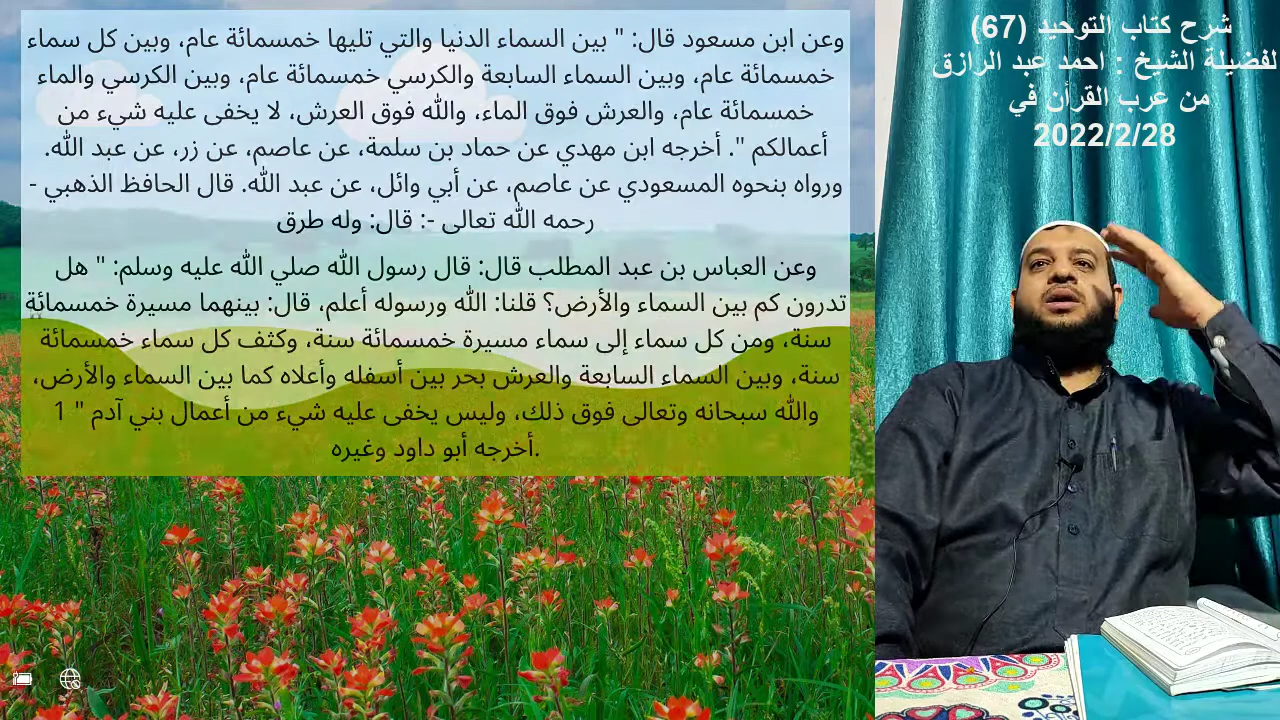 وعن ابن مسعود قال: " بين السماء الدنيا والتي تليها خمسمائة عام، وبين كل سماء
خمسمائة عام، وبين السماء السابعة والكرسي خمسمائة عام، وبين الكرسي والماء
خمسمائة عام، والعرش فوق الماء، والله فوق العرش، لا يخفى عليه شيء من
أعمالكم ". أخرجه ابن مهدي عن حماد بن سلمة، عن عاصم، عن زر، عن عبد الله.
ورواه بنحوه المسعودي عن عاصم، عن أبي وائل، عن عبد الله. قال الحافظ الذهبي -
رحمه الله تعالى -: قال: وله طرق
وعن العباس بن عبد المطلب قال: قال رسول الله صلي الله عليه وسلم: " هل
تدرون كم بين السماء والأرض؟ قلنا: الله ورسوله أعلم، قال: بينهما مسيرة خمسمائة
سنة، ومن كل سماء إلى سماء مسيرة خمسمائة سنة، وكثف كل سماء خمسمائة
سنة، وبين السماء السابعة والعرش بحر بين أسفله وأعلاه كما بين السماء والأرض،
والله سبحانه وتعالى فوق ذلك، وليس يخفى عليه شيء من أعمال بني آدم " 1
.أخرجه أبو داود وغيره
شرح كتاب التوحيد (67)
لفضيلة الشيخ : احمد عبد الرازق
من عرب القرآن في
2022/2/28